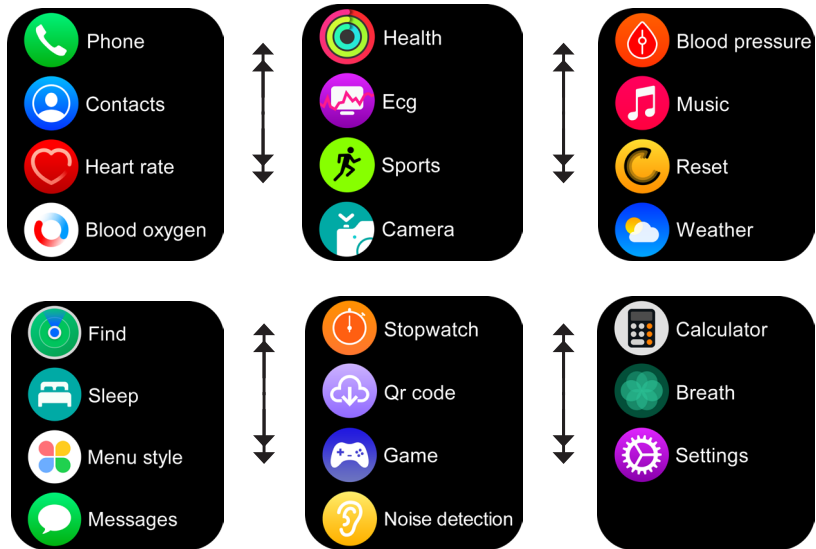 Phone
Contacts
Heart rate
Blood oxygen
Health
Ecg
Sports
Camera
Blood pressure
Music
Reset
Weather
Find
Sleep
Menu style
Messages
Stopwatch
Qr code
Game
Noise detection
Calculator
Breath
Settings